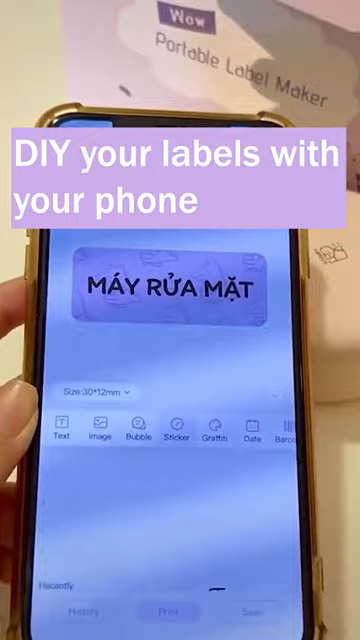 Wow
Portable Label Maker
DIY your labels with
your phone
MÁY RỬA MẶT
Size:30*12mm
Text Image Bubble Sticker Graffiti Date Barco
Recently
History Print Save